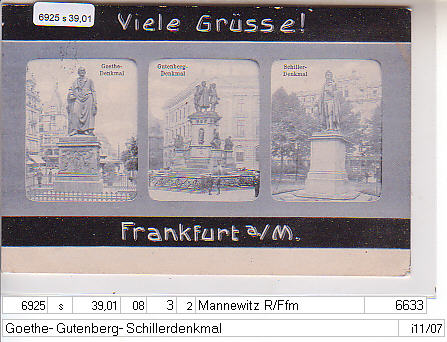 6925 s 39,01
Viele Grüsse!
Goethe-
Denkmal
Gutenberg-
Denkmal
Schiller-
Denkmal
Frankfurt a/M.
6925 s 39,01 08 3 2 Mannewitz R/Ffm 6633
Goethe- Gutenberg- Schillerdenkmal i11/07